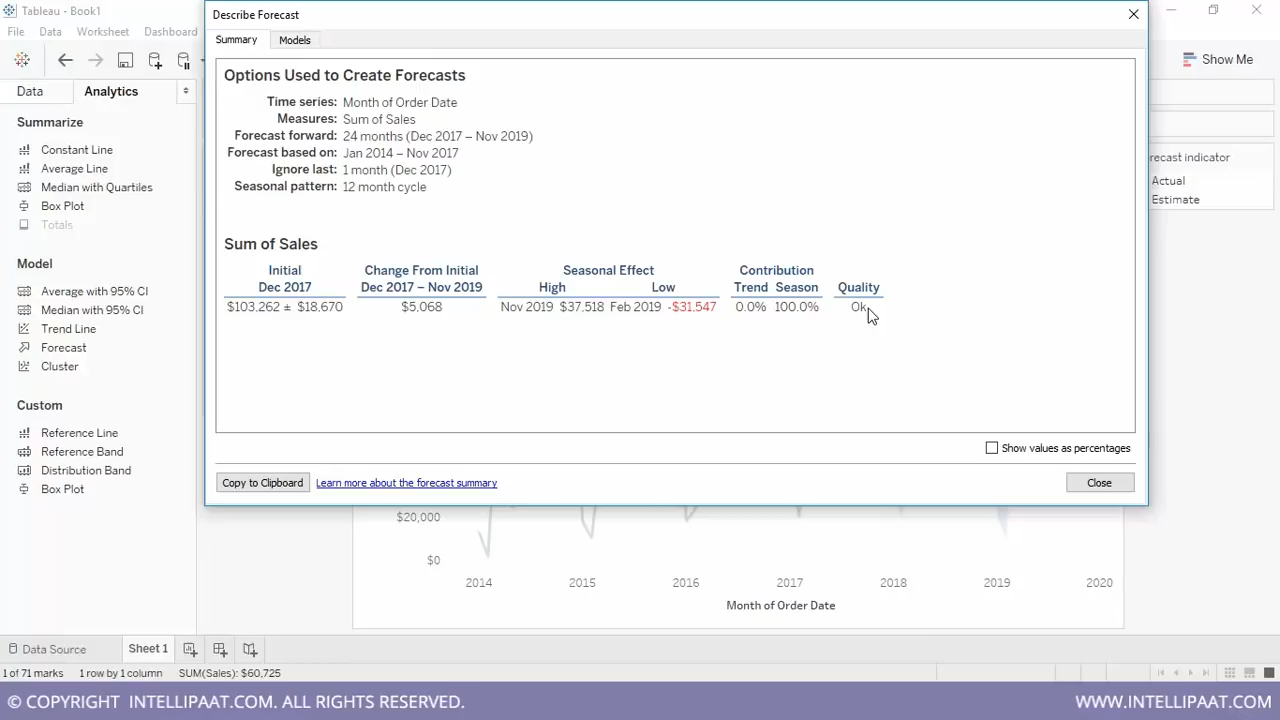 Tableau - Book1
File Data Worksheet Dashboard
Describe Forecast
Summary Models
Show Me
Data Analytics
Summarize
Constant Line
Average Line
Median with Quartiles
Box Plot
Totals
Model
Average with 95% CI
Median with 95% CI
Trend Line
Forecast
Cluster
Custom
Reference Line
Reference Band
Distribution Band
Box Plot
Options Used to Create Forecasts
Time series: Month of Order Date
Measures: Sum of Sales
Forecast forward: 24 months (Dec 2017 – Nov 2019)
Forecast based on: Jan 2014 – Nov 2017
Ignore last: 1 month (Dec 2017)
Seasonal pattern: 12 month cycle
Sum of Sales
Initial Change From Initial Seasonal Effect Contribution
Dec 2017 Dec 2017 – Nov 2019 High Low Trend Season Quality
$103,262 ± $18,670 $5,068 Nov 2019 $37,518 Feb 2019 -$31,547 0.0% 100.0% Ok
Show values as percentages
Copy to Clipboard Learn more about the forecast summary Close
recast indicator
Actual
Estimate
$20,000
$0
2014 2015 2016 2017 2018 2019 2020
Month of Order Date
Data Source Sheet 1
1 of 71 marks 1 row by 1 column SUM(Sales): $60,725
© COPYRIGHT INTELLIPAAT.COM. ALL RIGHTS RESERVED. WWW.INTELLIPAAT.COM